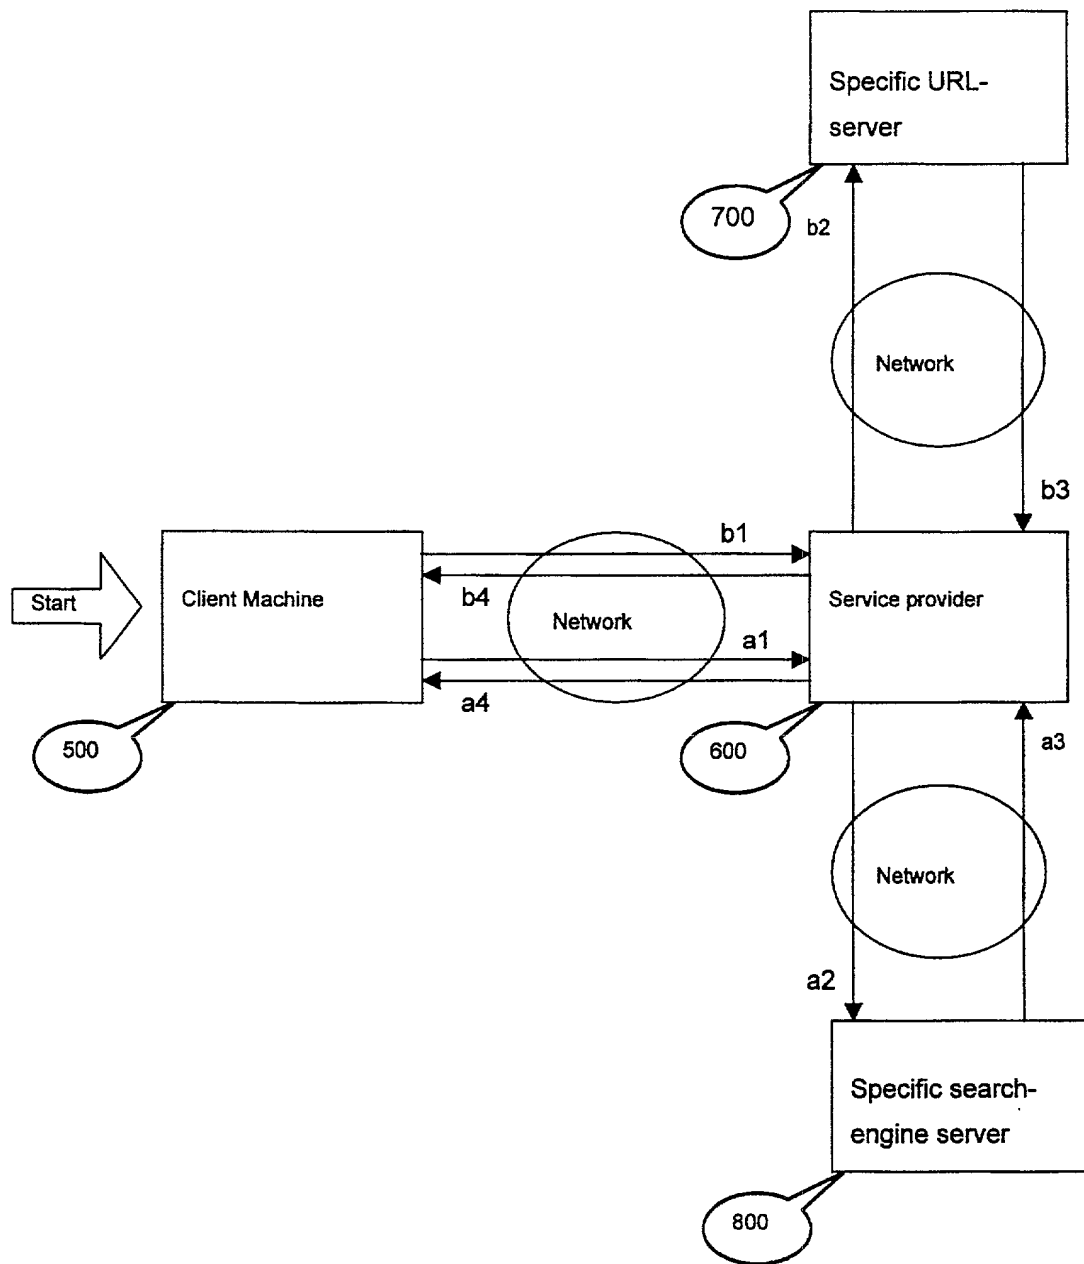 Specific URL-
server
700
b2
Network
b3
b1
Start
Client Machine
b4
Service provider
Network
a1
a4
500
600
a3
Network
a2
Specific search-
engine server
800